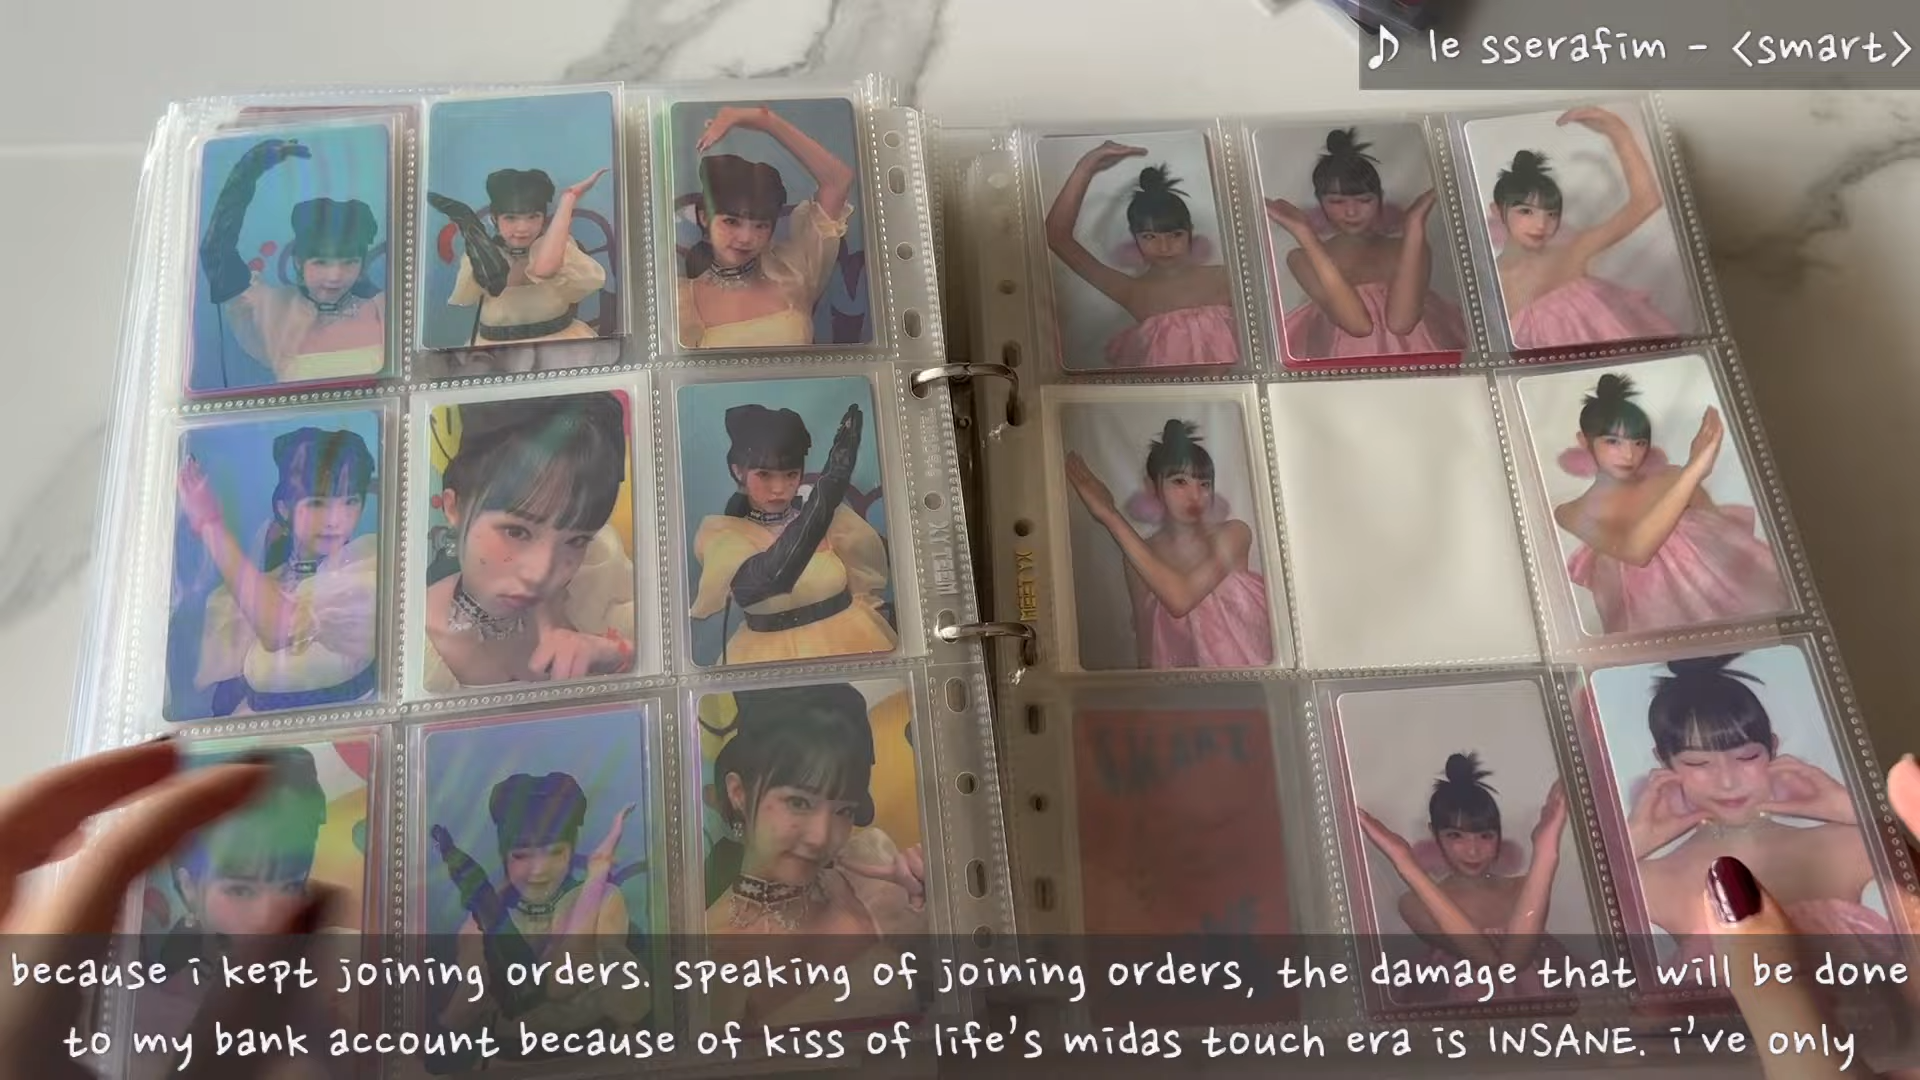 ♪ le sserafim - <smart>
because i kept joining orders. speaking of joining orders, the damage that will be done
to my bank account because of kiss of life's midas touch era is INSANE. i've only